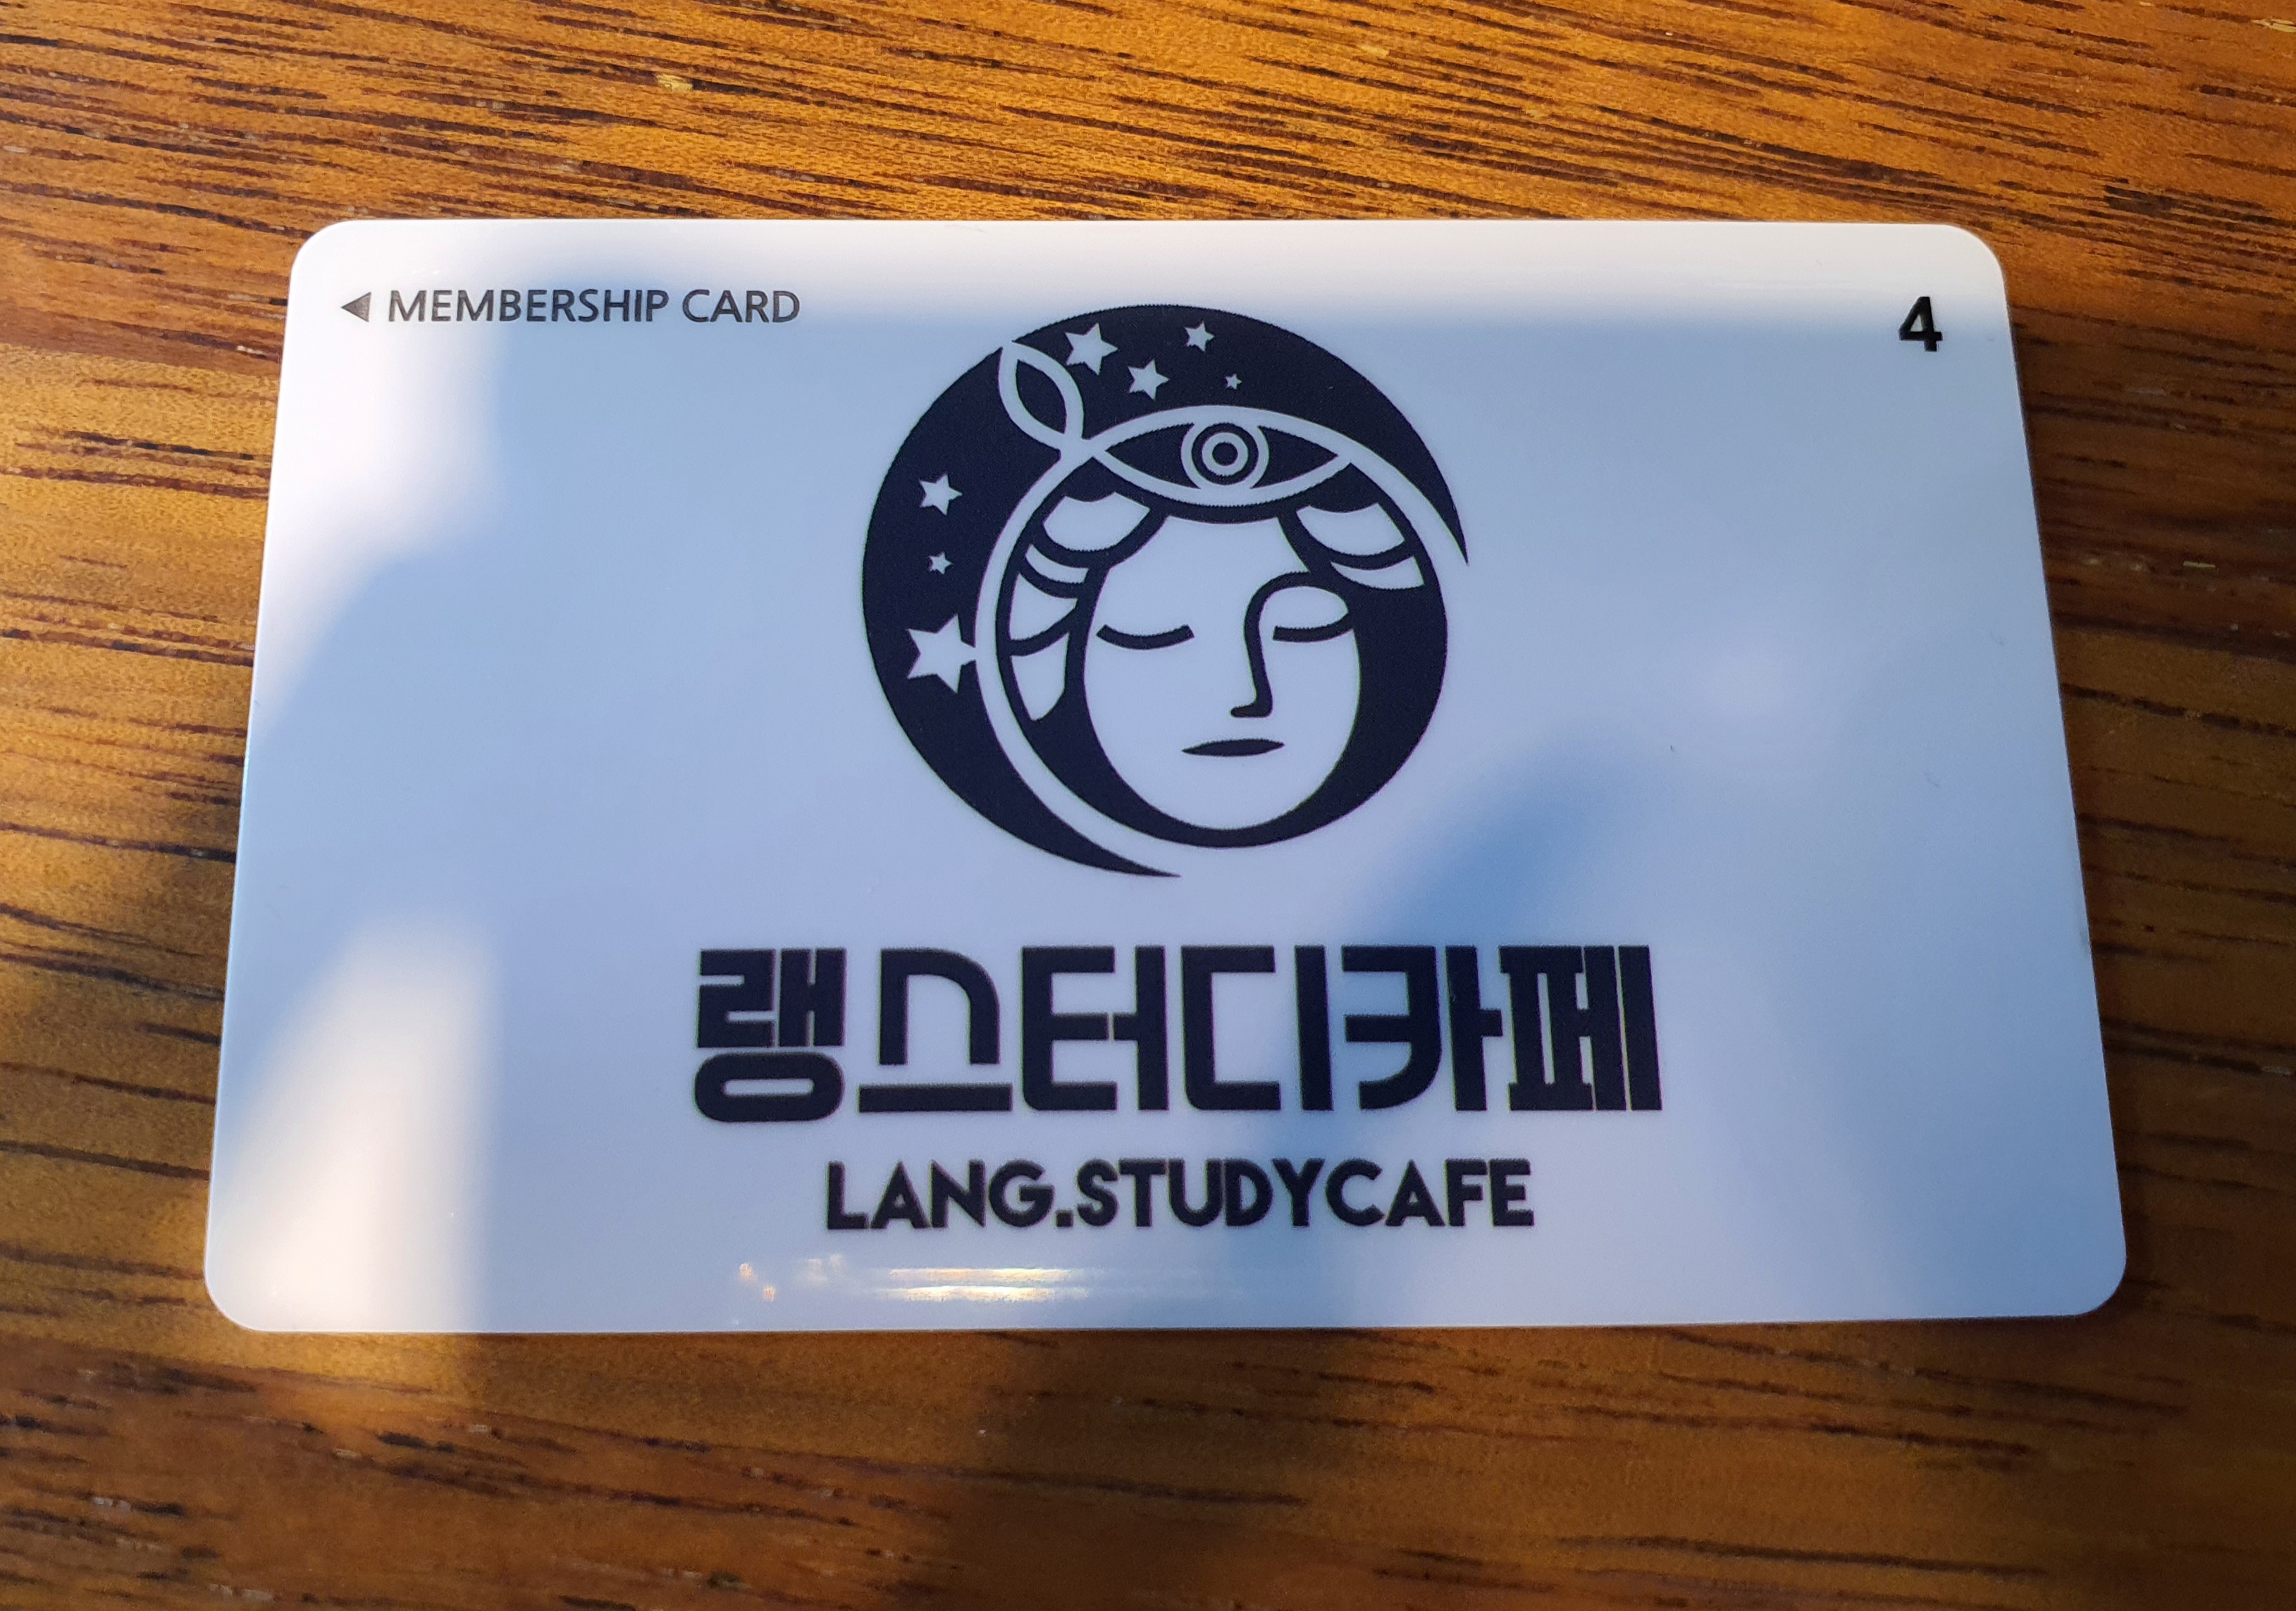 ◀ MEMBERSHIP CARD
4
랭스터디카페
LANG.STUDYCAFE